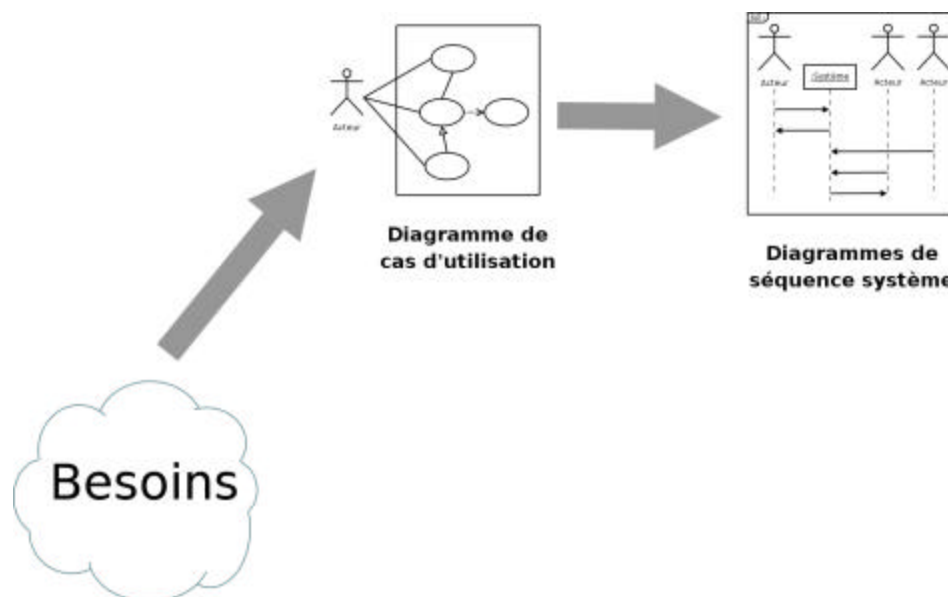 Acteur
Acteur
Système
Acteur
Acteur
Diagramme de
cas d'utilisation
Diagrammes de
séquence système
Besoins